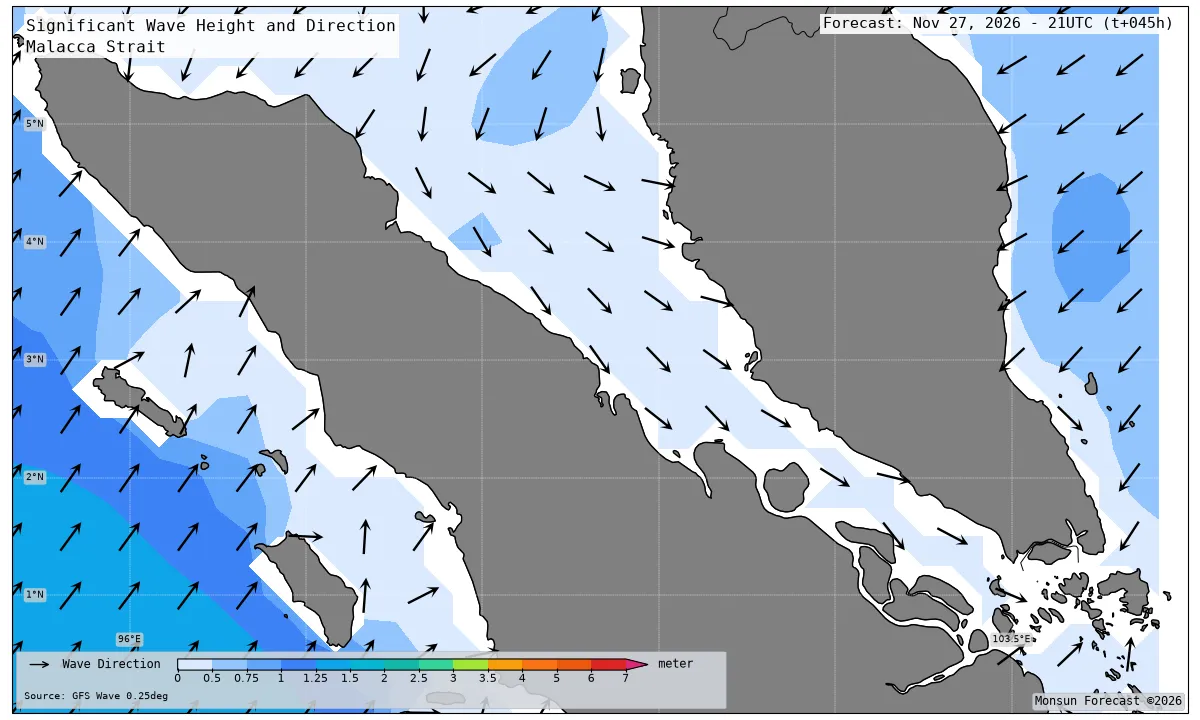 Significant Wave Height and Direction
Malacca Strait
Forecast: Nov 27, 2026 - 21UTC (t+045h)
5°N
4°N
3°N
2°N
1°N
96°E
103.5°E
Wave Direction
0 0.5 0.75 1 1.25 1.5 2 2.5 3 3.5 4 5 6 7
meter
Source: GFS Wave 0.25deg
Monsun Forecast ©2026